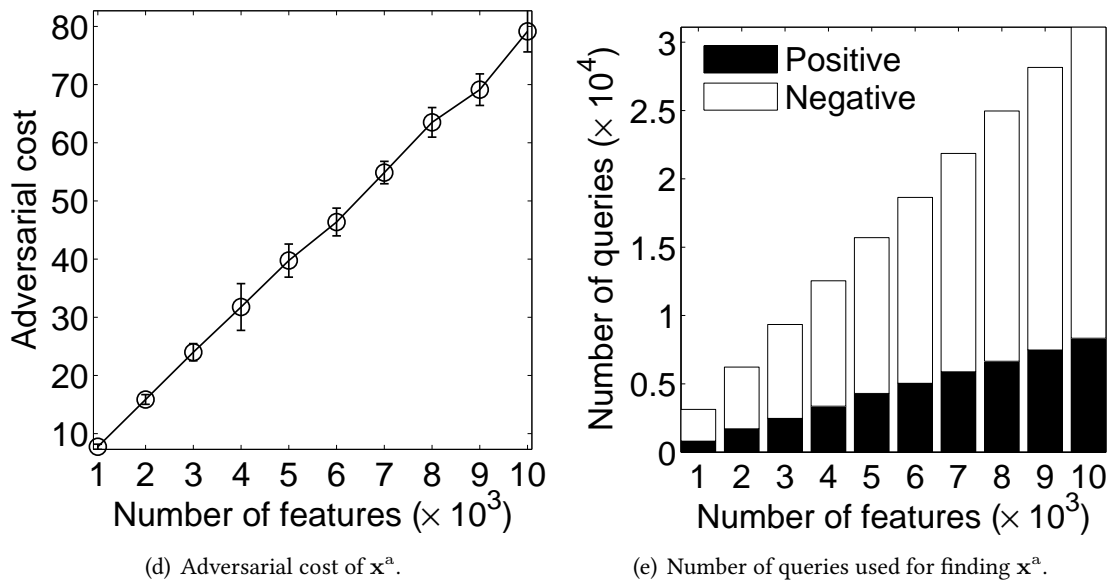 80
70
60
50
40
30
20
10
Adversarial cost
1 2 3 4 5 6 7 8 9 10
Number of features (× 10³)
(d) Adversarial cost of xᵃ.
Positive
Negative
3
2.5
2
1.5
1
0.5
0
Number of queries (× 10⁴)
1 2 3 4 5 6 7 8 9 10
Number of features (× 10³)
(e) Number of queries used for finding xᵃ.